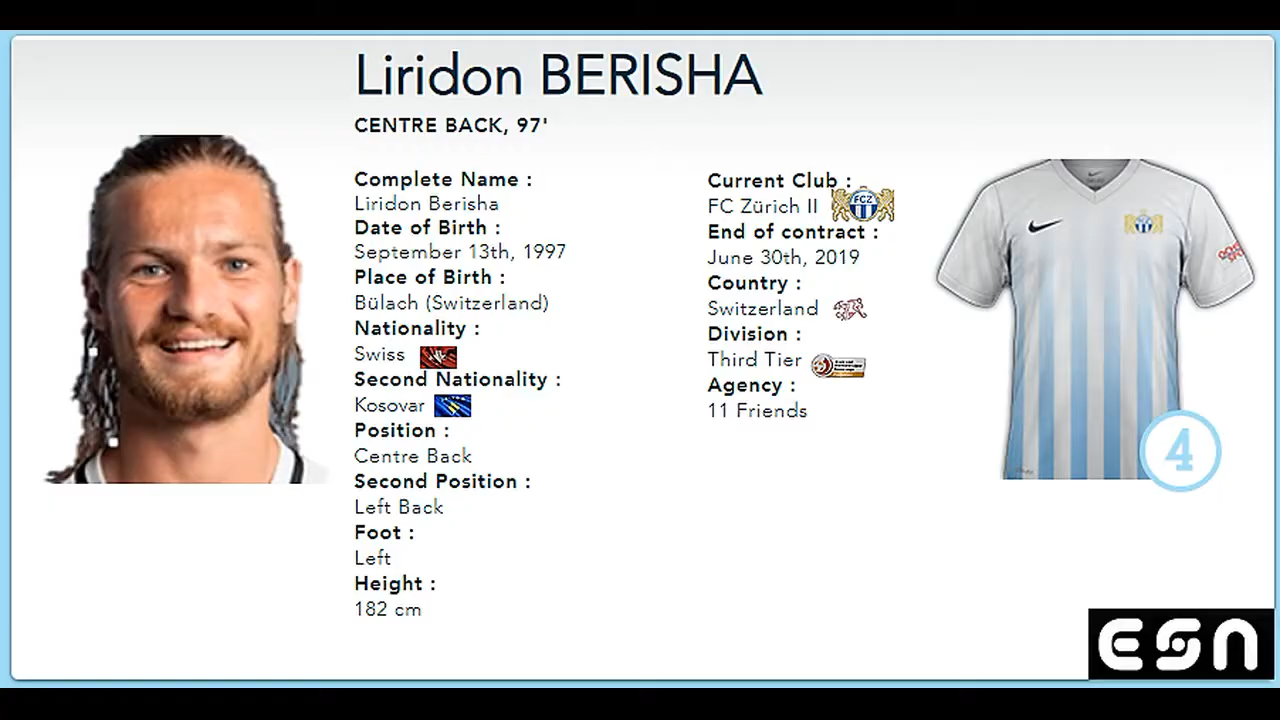 Liridon BERISHA
CENTRE BACK, 97'
Complete Name :
Liridon Berisha
Date of Birth :
September 13th, 1997
Place of Birth :
Bülach (Switzerland)
Nationality :
Swiss
Second Nationality :
Kosovar
Position :
Centre Back
Second Position :
Left Back
Foot :
Left
Height :
182 cm
Current Club :
FC Zürich II
FCZ
End of contract :
June 30th, 2019
Country :
Switzerland
Division :
Third Tier
Agency :
11 Friends
4
ESN